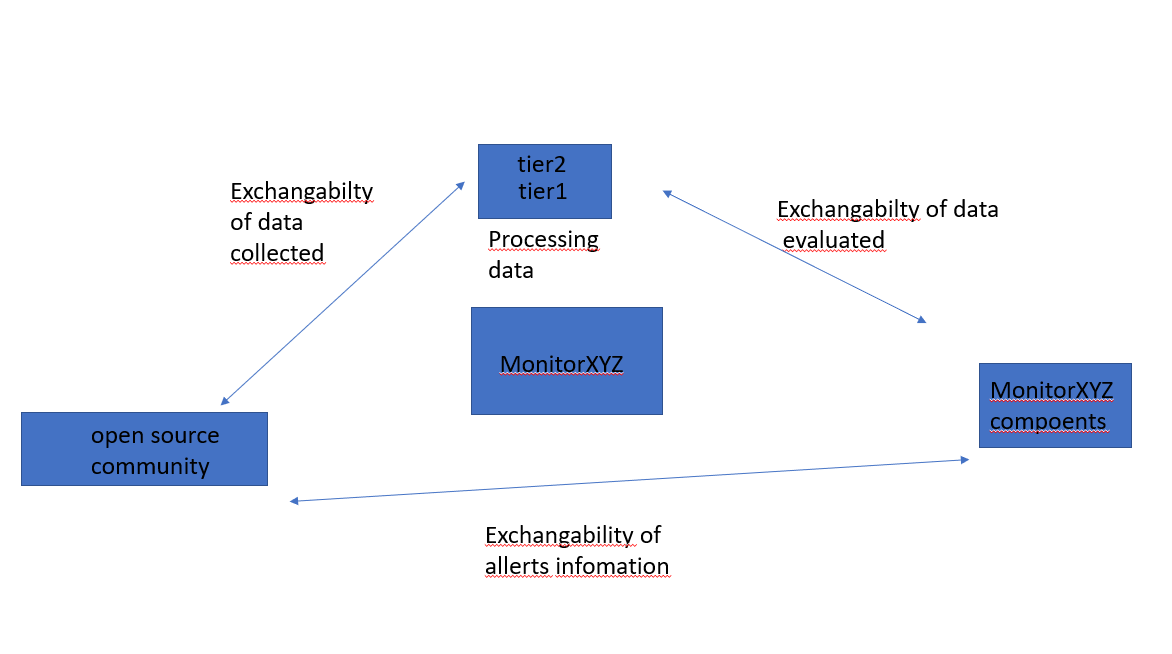 tier2
tier1
Exchangabilty
of data
collected
Exchangabilty of data
evaluated
Processing
data
MonitorXYZ
MonitorXYZ
compoents
open source
community
Exchangability of
allerts infomation